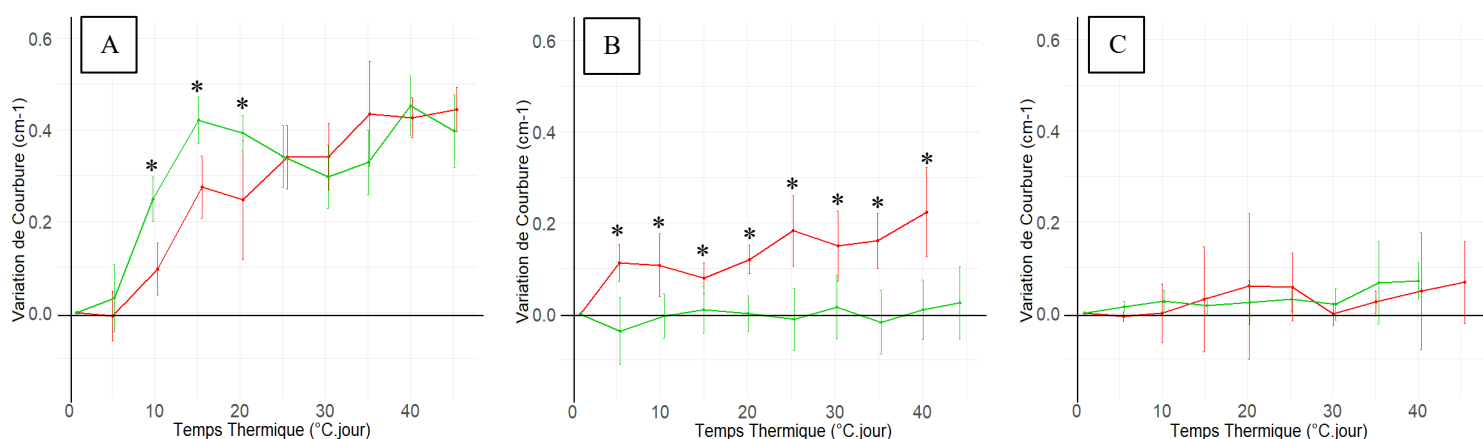 A
Variation de Courbure (cm-1)
0.6
0.4
0.2
0.0
* * *
0 10 20 30 40
Temps Thermique (°C.jour)
B
Variation de Courbure (cm-1)
0.6
0.4
0.2
0.0
* * * * * * * *
0 10 20 30 40
Temps Thermique (°C.jour)
C
Variation de Courbure (cm-1)
0.6
0.4
0.2
0.0
0 10 20 30 40
Temps Thermique (°C.jour)